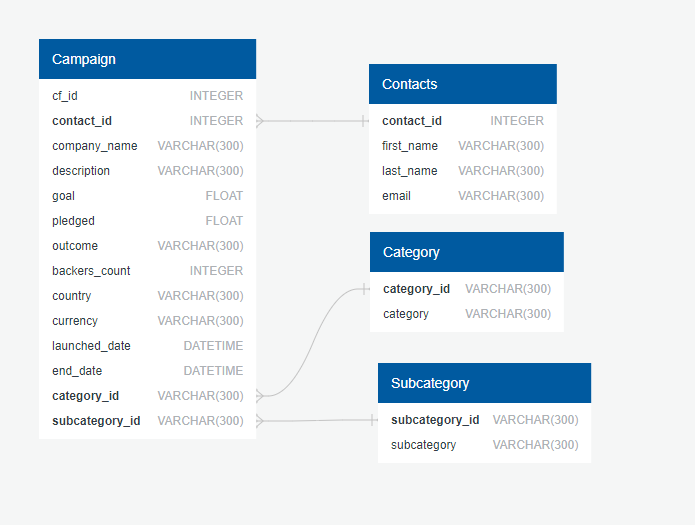 Campaign
cf_id INTEGER
contact_id INTEGER
company_name VARCHAR(300)
description VARCHAR(300)
goal FLOAT
pledged FLOAT
outcome VARCHAR(300)
backers_count INTEGER
country VARCHAR(300)
currency VARCHAR(300)
launched_date DATETIME
end_date DATETIME
category_id VARCHAR(300)
subcategory_id VARCHAR(300)
Contacts
contact_id INTEGER
first_name VARCHAR(300)
last_name VARCHAR(300)
email VARCHAR(300)
Category
category_id VARCHAR(300)
category VARCHAR(300)
Subcategory
subcategory_id VARCHAR(300)
subcategory VARCHAR(300)